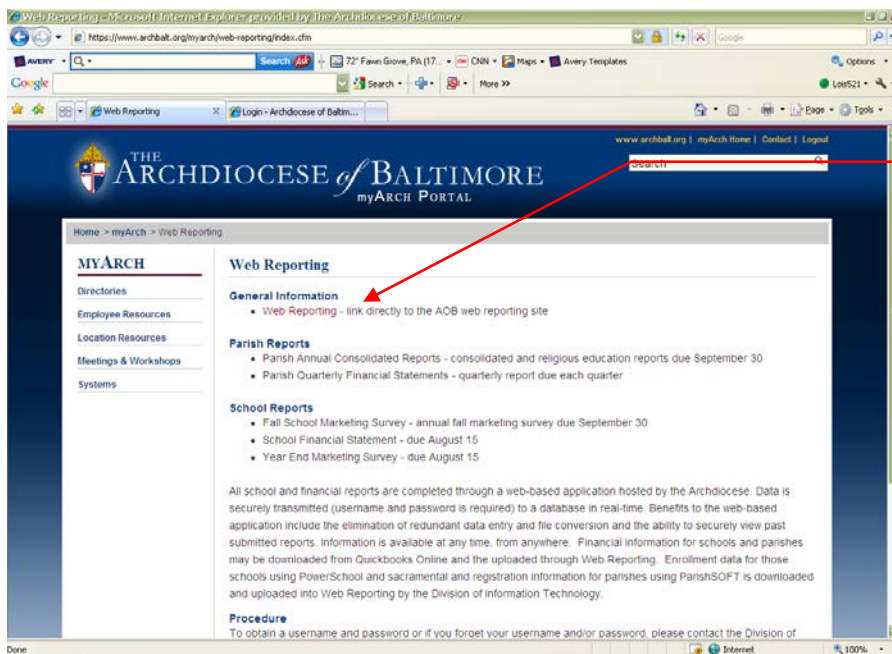 Web Reporting - Microsoft Internet Explorer provided by The Archdiocese of Baltimore
https://www.archbalt.org/myarch/web-reporting/index.cfm
Google
AVERY
Search
72° Fawn Grove, PA (17...
CNN
Maps
Avery Templates
Options
Google
Search
More >>
Lois521
Web Reporting
Login - Archdiocese of Baltim...
Page
Tools
www.archbalt.org | myArch Home | Contact | Logout
Search
THE
ARCHDIOCESE of BALTIMORE
MYARCH PORTAL
Home > myArch > Web Reporting
MYARCH
Directories
Employee Resources
Location Resources
Meetings & Workshops
Systems
Web Reporting
General Information
• Web Reporting - link directly to the AOB web reporting site
Parish Reports
• Parish Annual Consolidated Reports - consolidated and religious education reports due September 30
• Parish Quarterly Financial Statements - quarterly report due each quarter
School Reports
• Fall School Marketing Survey - annual fall marketing survey due September 30
• School Financial Statement - due August 15
• Year End Marketing Survey - due August 15
All school and financial reports are completed through a web-based application hosted by the Archdiocese. Data is
securely transmitted (username and password is required) to a database in real-time. Benefits to the web-based
application include the elimination of redundant data entry and file conversion and the ability to securely view past
submitted reports. Information is available at any time, from anywhere. Financial information for schools and parishes
may be downloaded from Quickbooks Online and the uploaded through Web Reporting. Enrollment data for those
schools using PowerSchool and sacramental and registration information for parishes using ParishSOFT is downloaded
and uploaded into Web Reporting by the Division of Information Technology.
Procedure
To obtain a username and password or if you forget your username and/or password, please contact the Division of
Done
Internet
100%